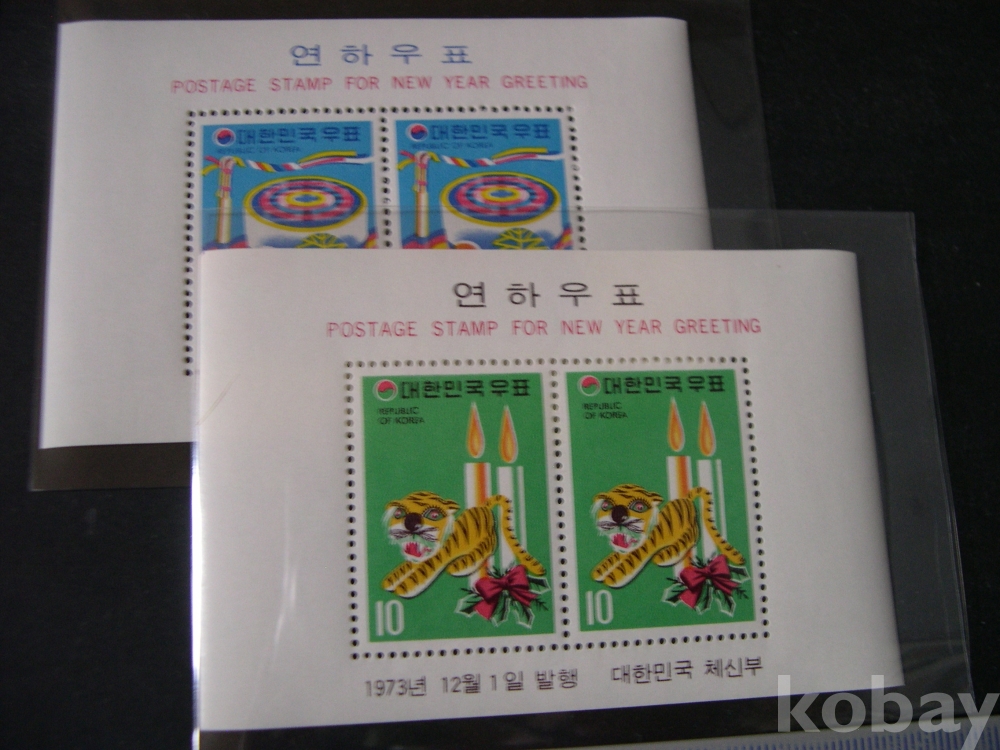 연하우표
POSTAGE STAMP FOR NEW YEAR GREETING
대한민국우표 대한민국우표
REPUBLIC OF KOREA REPUBLIC OF KOREA
연하우표
POSTAGE STAMP FOR NEW YEAR GREETING
대한민국우표 대한민국우표
REPUBLIC REPUBLIC
OF KOREA OF KOREA
10 10
1973년 12월 1일 발행 대한민국 체신부
kobay